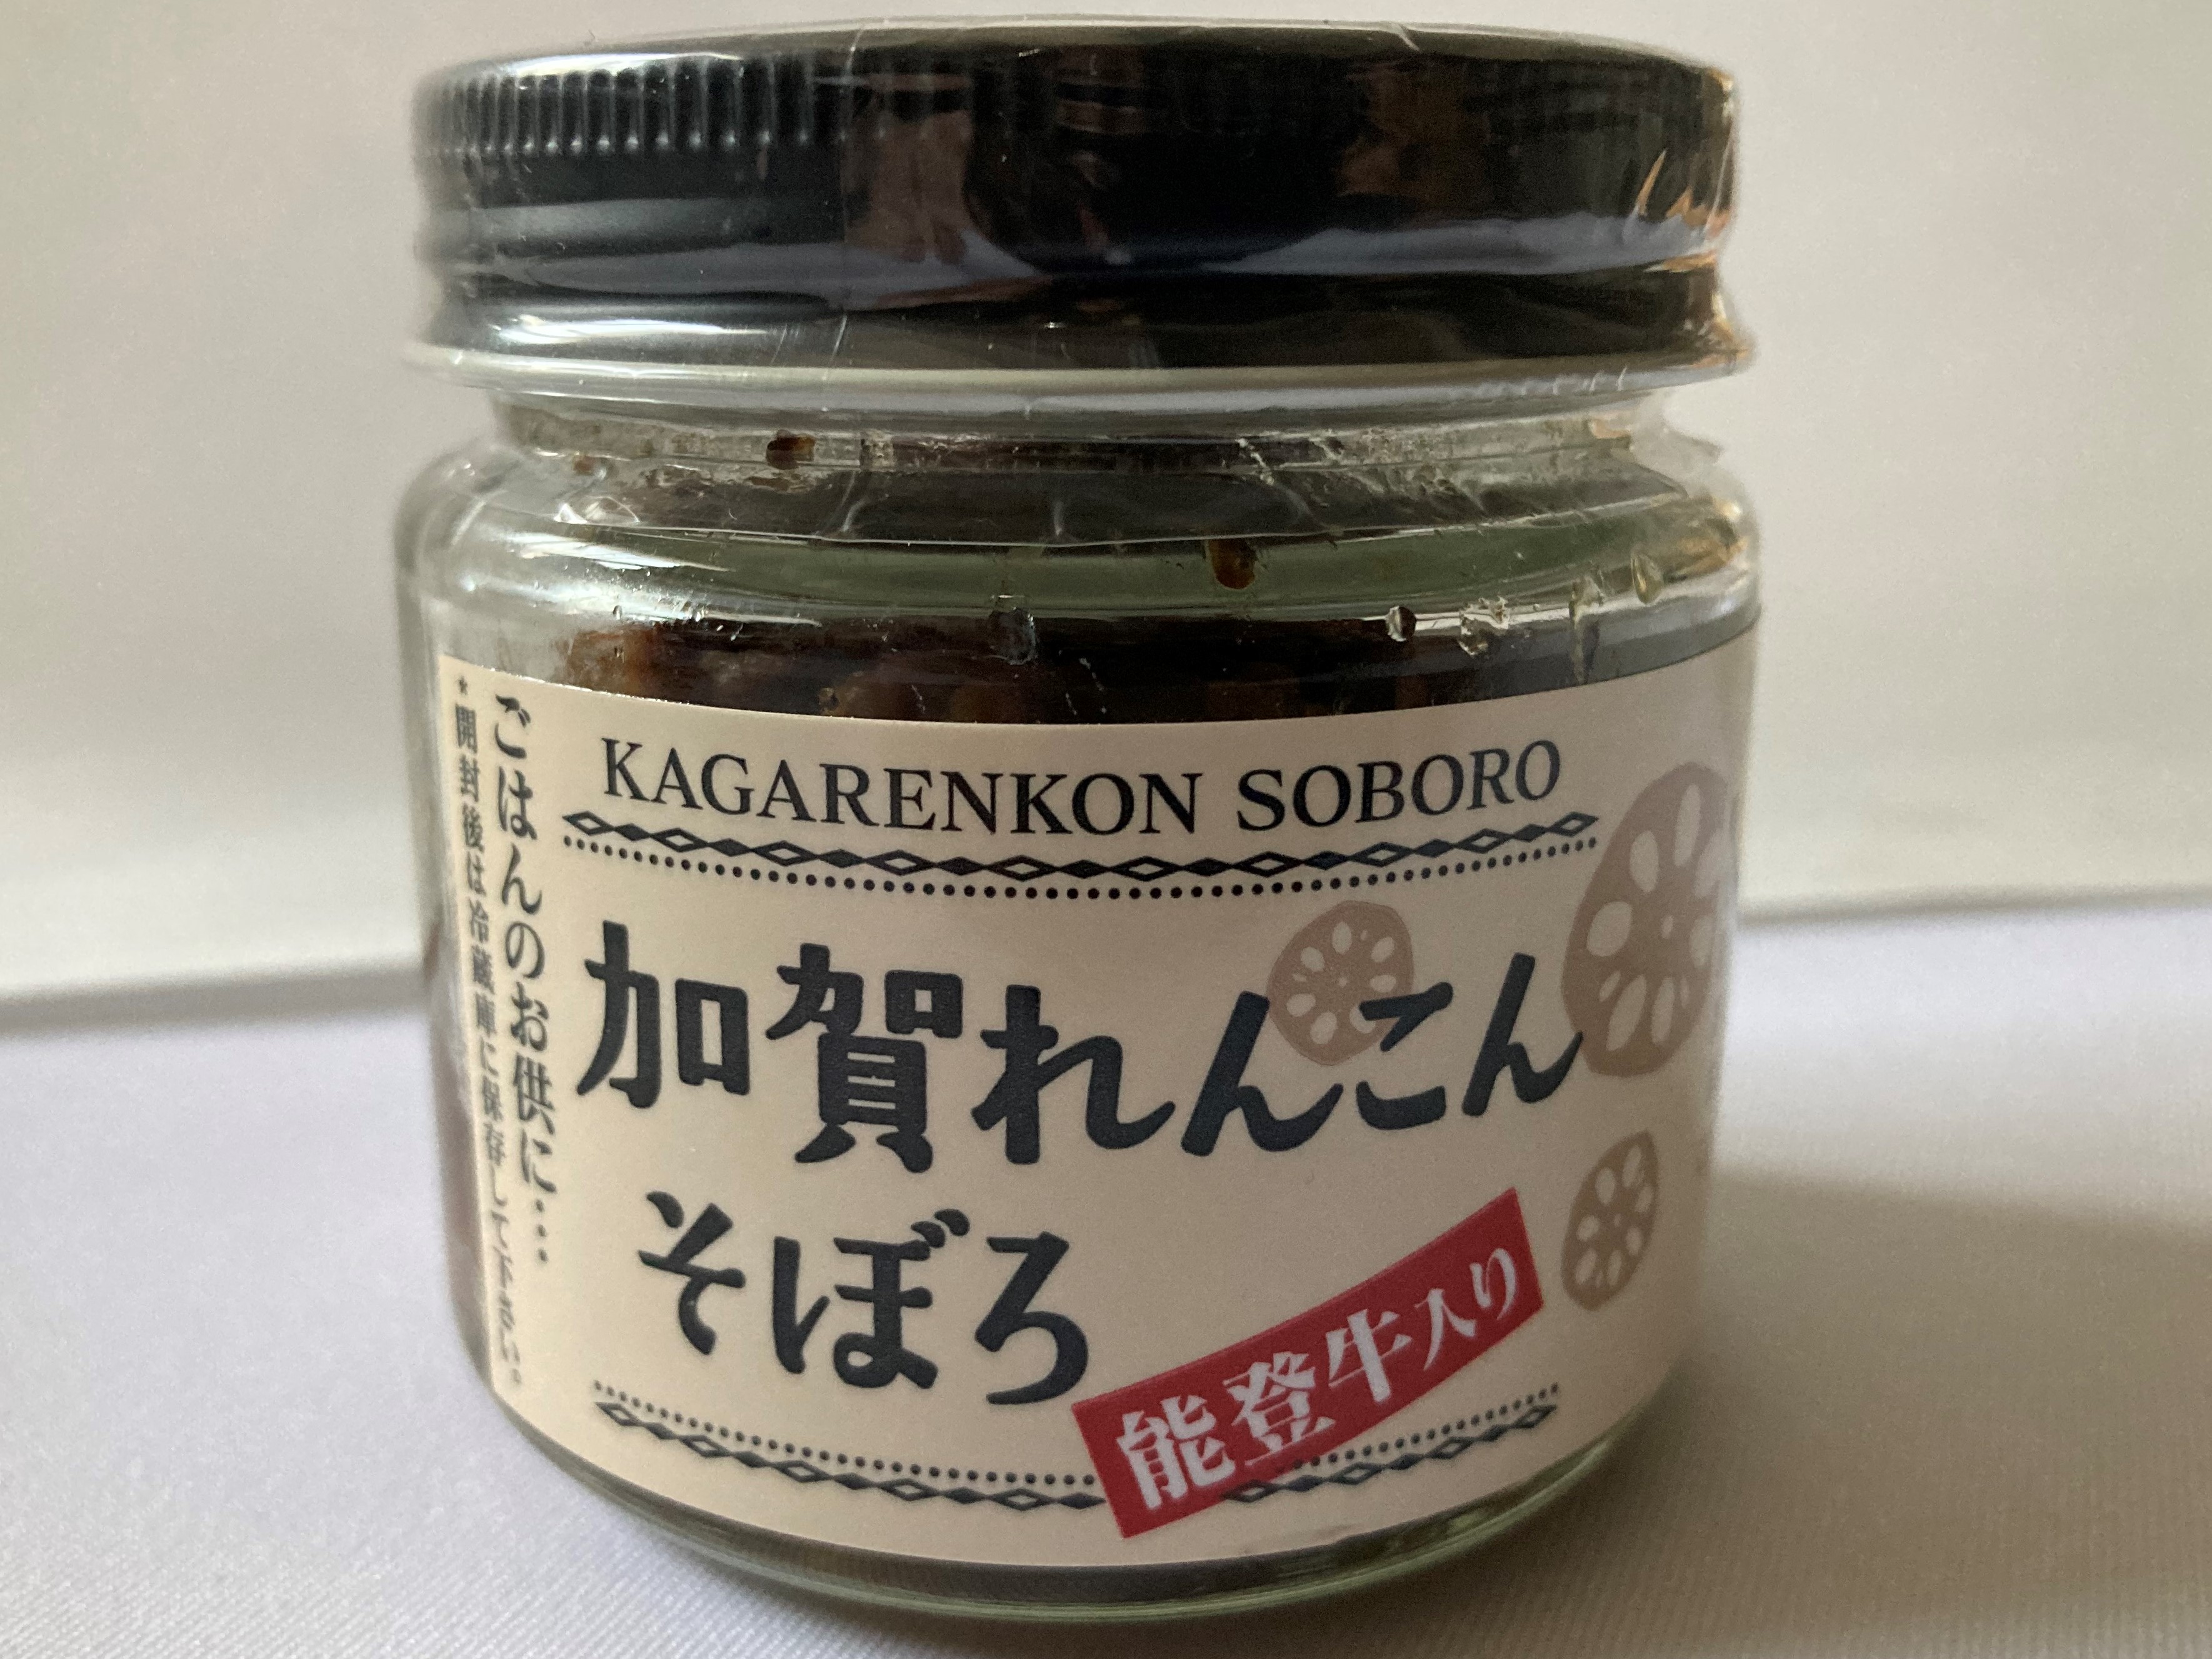 KAGARENKON SOBORO
加賀れんこん
そぼろ
能登牛入り
ごはんのお供に…
*開封後は冷蔵庫に保存して下さい。